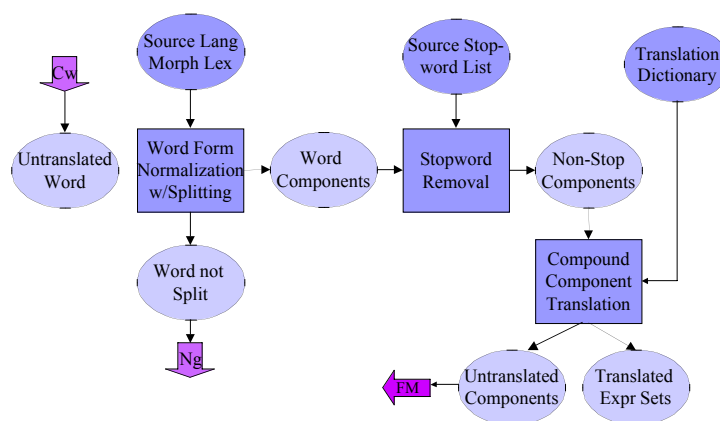 Cw
Untranslated
Word
Source Lang
Morph Lex
Word Form
Normalization
w/Splitting
Word not
Split
Ng
Word
Components
Source Stop-
word List
Stopword
Removal
Non-Stop
Components
Translation
Dictionary
Compound
Component
Translation
Untranslated
Components
FM
Translated
Expr Sets